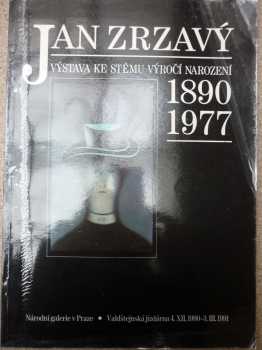 JAN ZRZAVÝ
VÝSTAVA KE STÉMU VÝROČÍ NAROZENÍ
1890
1977
Národní galerie v Praze • Valdštejnská jízdárna 4. XII. 1990–3. III. 1991